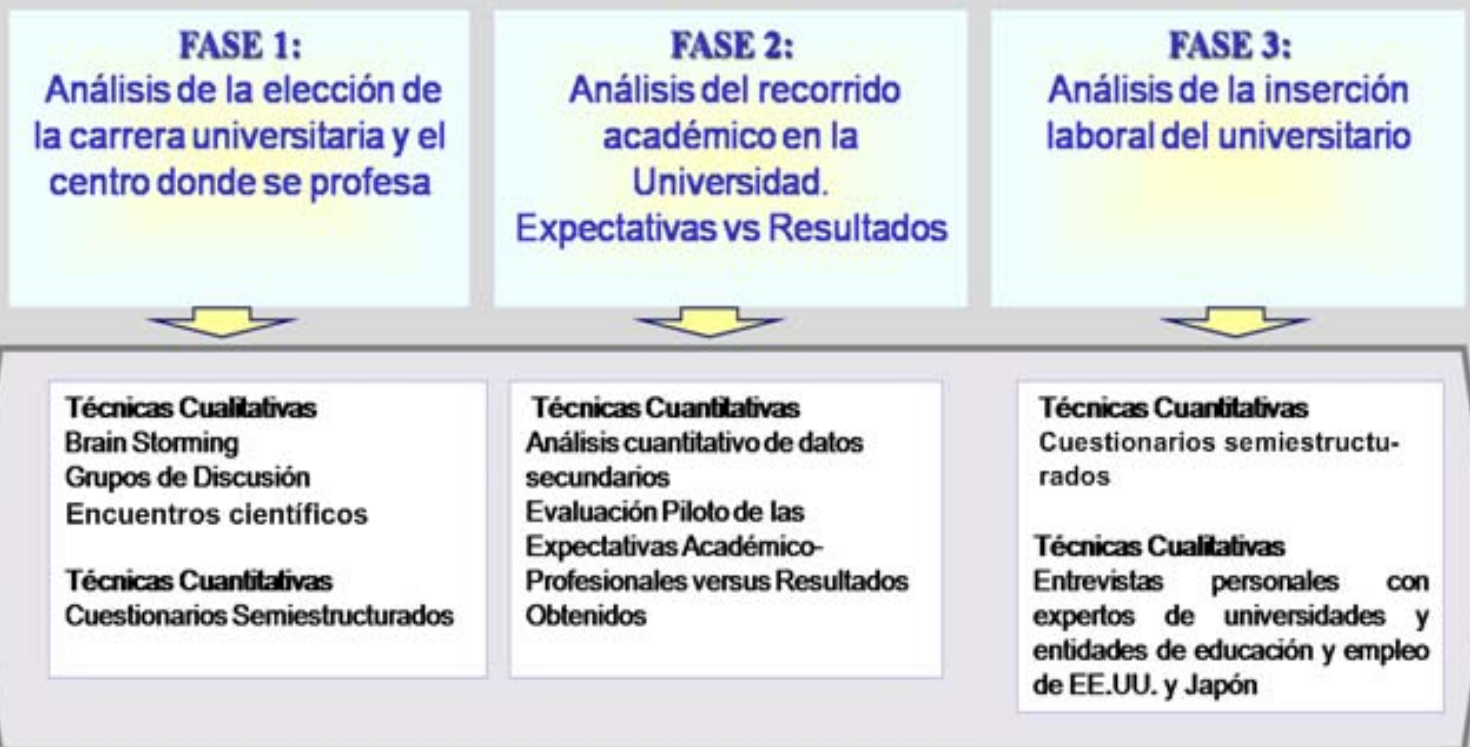 FASE 1:
Análisis de la elección de
la carrera universitaria y el
centro donde se profesa
FASE 2:
Análisis del recorrido
académico en la
Universidad.
Expectativas vs Resultados
FASE 3:
Análisis de la inserción
laboral del universitario
Técnicas Cualitativas
Brain Storming
Grupos de Discusión
Encuentros científicos
Técnicas Cuantitativas
Cuestionarios Semiestructurados
Técnicas Cuantitativas
Análisis cuantitativo de datos
secundarios
Evaluación Piloto de las
Expectativas Académico-
Profesionales versus Resultados
Obtenidos
Técnicas Cuantitativas
Cuestionarios semiestructu-
rados
Técnicas Cualitativas
Entrevistas personales con
expertos de universidades y
entidades de educación y empleo
de EE.UU. y Japón